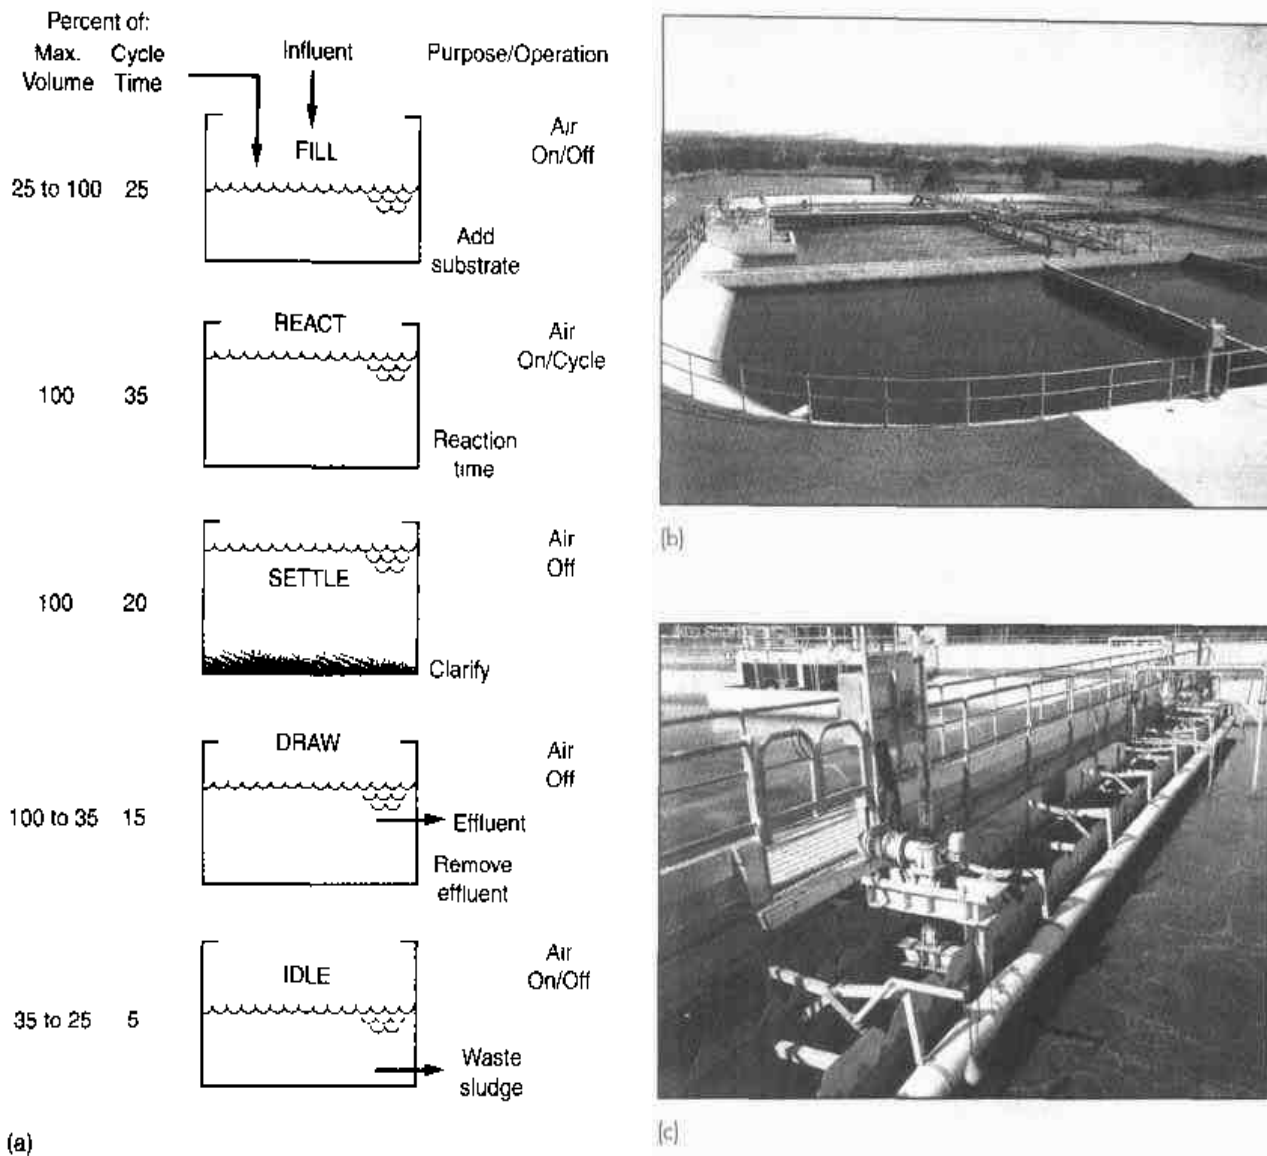 Percent of:
Max. Cycle
Volume Time
Influent
Purpose/Operation
FILL
Air
On/Off
25 to 100 25
Add
substrate
REACT
Air
On/Cycle
100 35
Reaction
time
Air
Off
SETTLE
100 20
Clarify
DRAW
Air
Off
100 to 35 15
Effluent
Remove
effluent
IDLE
Air
On/Off
35 to 25 5
Waste
sludge
(a)
(b)
(c)